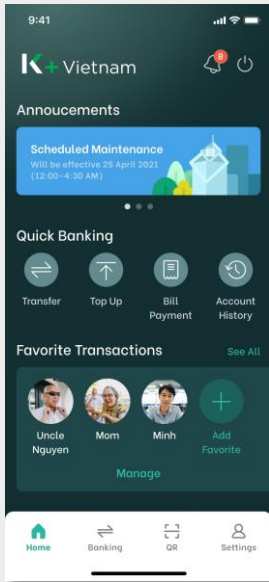 9:41
K+ Vietnam
8
Annoucements
Scheduled Maintenance
Will be effective 25 April 2021
(12:00-4:30 AM)
Quick Banking
Transfer
Top Up
Bill
Payment
Account
History
Favorite Transactions
See All
Uncle
Nguyen
Mom
Minh
Add
Favorite
Manage
Home
Banking
QR
Settings